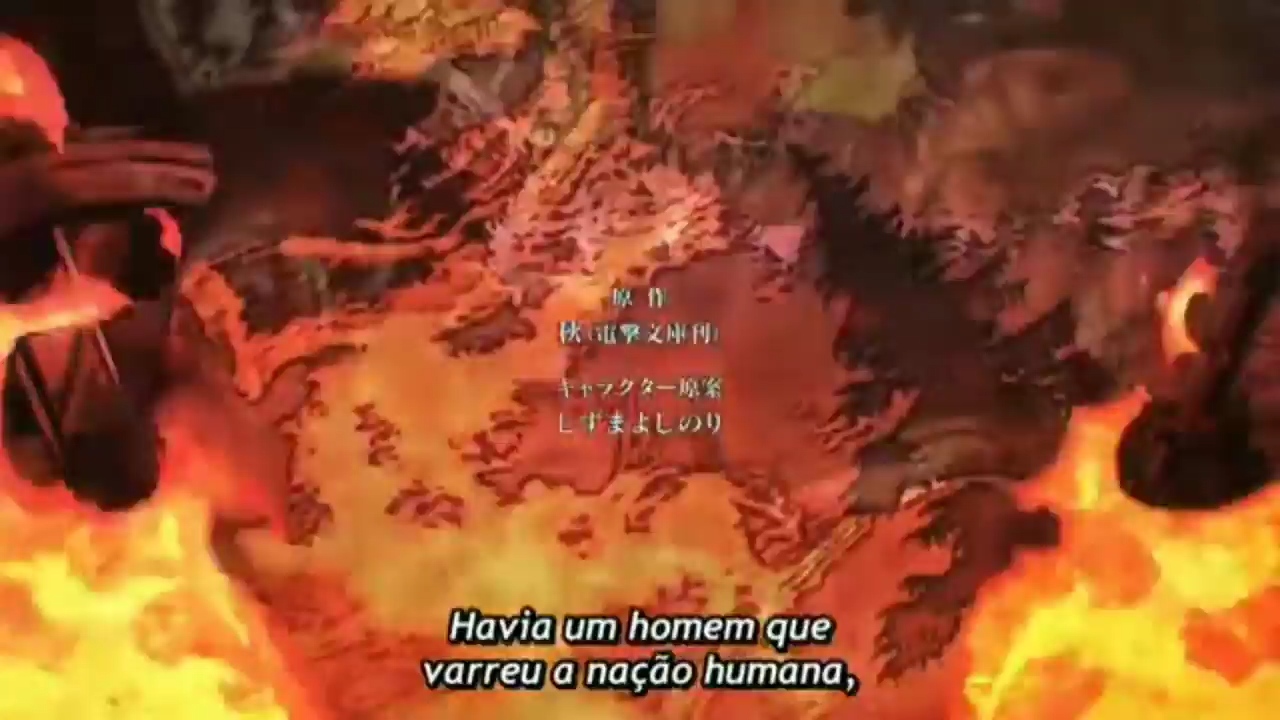 原作
秋(電撃文庫刊)
キャラクター原案
しずまよしのり
Havia um homem que
varreu a nação humana,